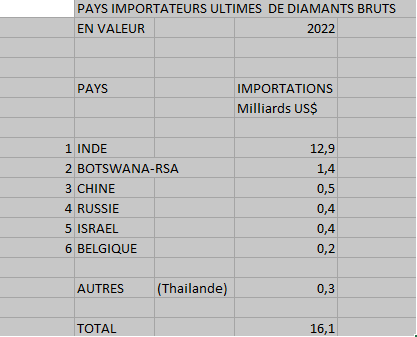 PAYS IMPORTATEURS ULTIMES DE DIAMANTS BRUTS
EN VALEUR 2022
PAYS IMPORTATIONS
Milliards US$
1 INDE 12,9
2 BOTSWANA-RSA 1,4
3 CHINE 0,5
4 RUSSIE 0,4
5 ISRAEL 0,4
6 BELGIQUE 0,2
AUTRES (Thailande) 0,3
TOTAL 16,1